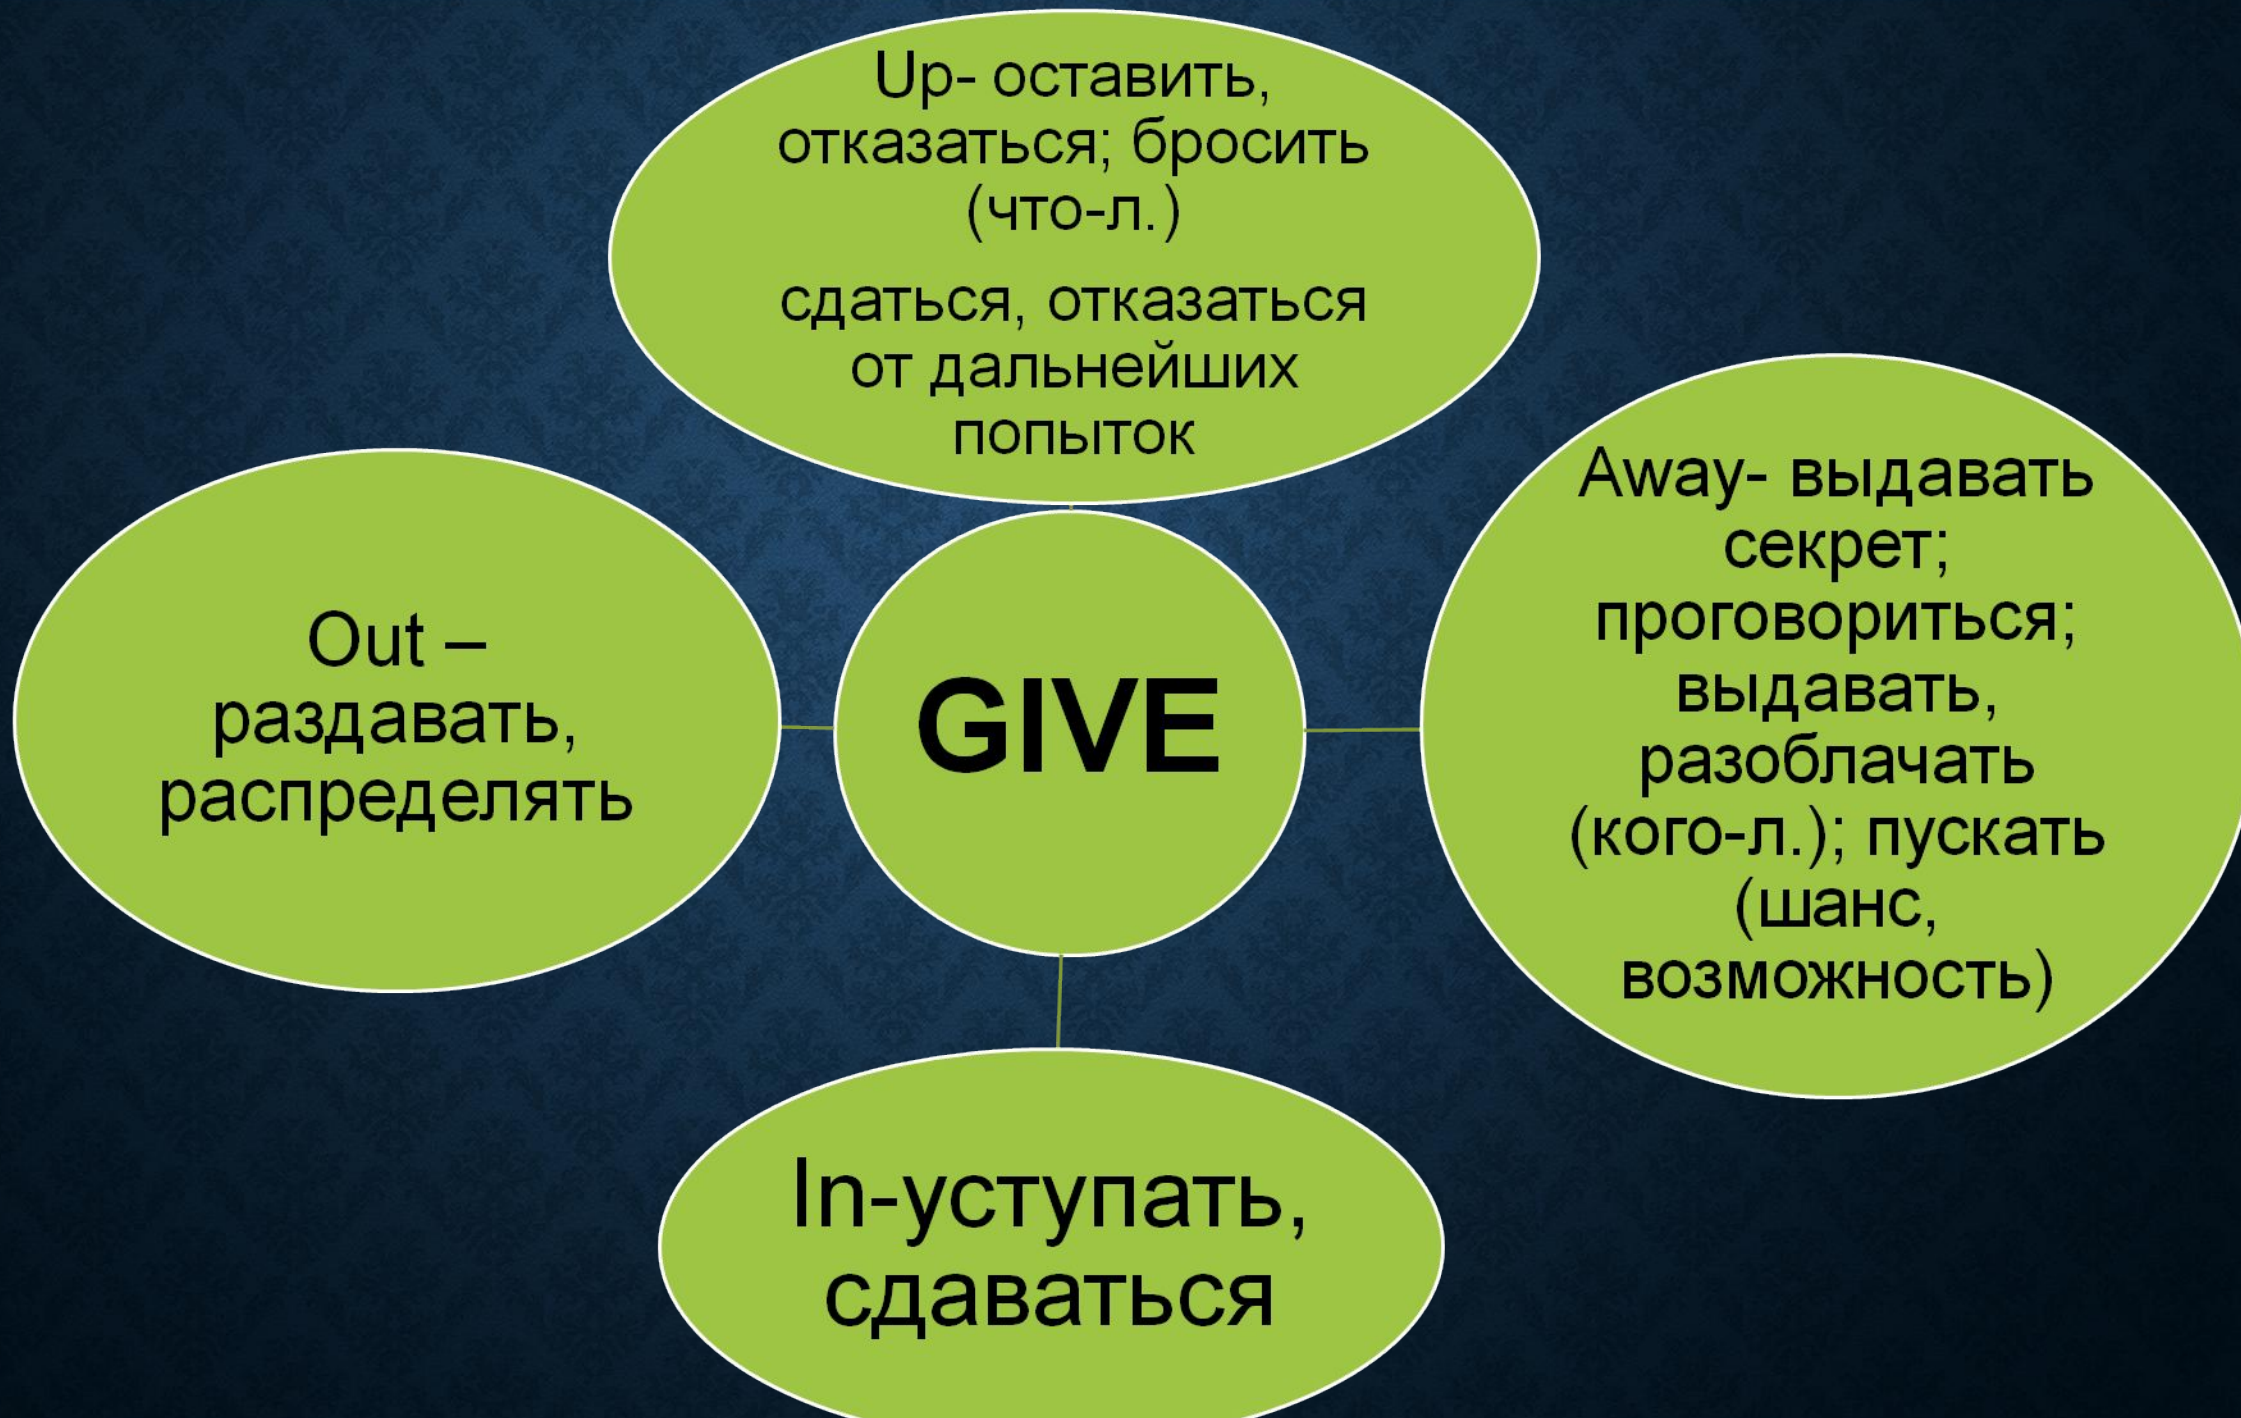 Up- оставить,
отказаться; бросить
(что-л.)
сдаться, отказаться
от дальнейших
попыток
Out –
раздавать,
распределять
GIVE
Away- выдавать
секрет;
проговориться;
выдавать,
разоблачать
(кого-л.); пускать
(шанс,
возможность)
In-уступать,
сдаваться